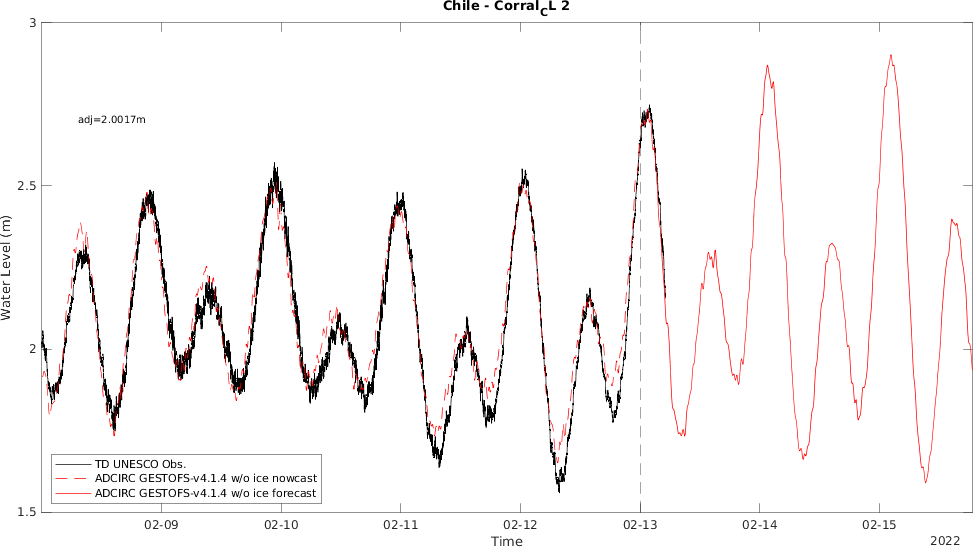 Chile - Corral_CL 2
3
2.5
2
1.5
Water Level (m)
adj=2.0017m
TD UNESCO Obs.
ADCIRC GESTOFS-v4.1.4 w/o ice nowcast
ADCIRC GESTOFS-v4.1.4 w/o ice forecast
02-09 02-10 02-11 02-12 02-13 02-14 02-15
Time
2022